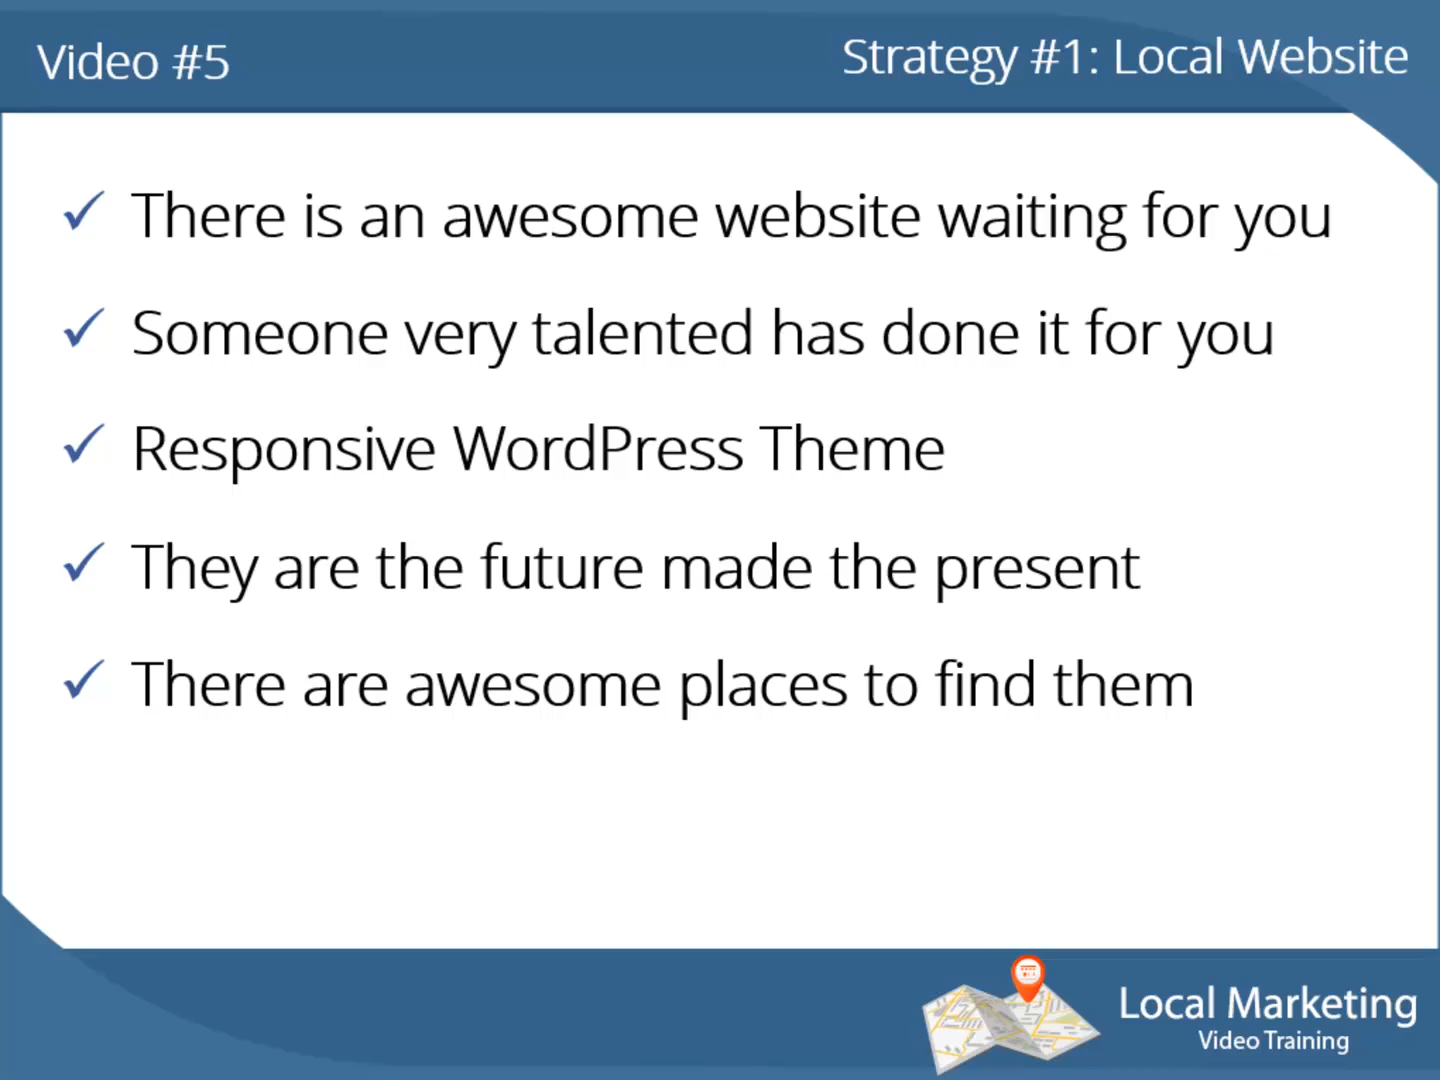 Video #5
Strategy #1: Local Website
✓ There is an awesome website waiting for you
✓ Someone very talented has done it for you
✓ Responsive WordPress Theme
✓ They are the future made the present
✓ There are awesome places to find them
Local Marketing
Video Training